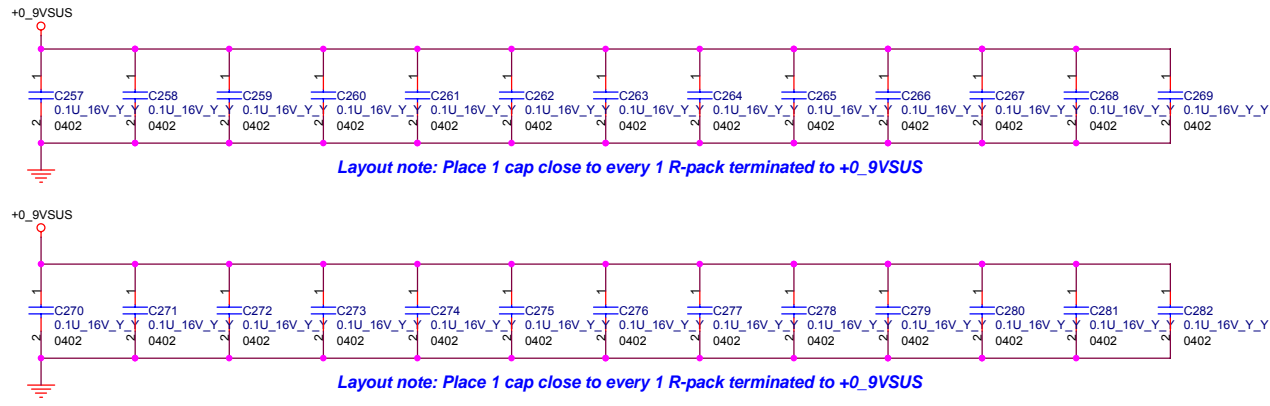 +0_9VSUS
1 1 1 1 1 1 1 1 1 1 1 1 1
C257 C258 C259 C260 C261 C262 C263 C264 C265 C266 C267 C268 C269
0.1U_16V_Y_Y 0.1U_16V_Y_Y 0.1U_16V_Y_Y 0.1U_16V_Y_Y 0.1U_16V_Y_Y 0.1U_16V_Y_Y 0.1U_16V_Y_Y 0.1U_16V_Y_Y 0.1U_16V_Y_Y 0.1U_16V_Y_Y 0.1U_16V_Y_Y 0.1U_16V_Y_Y 0.1U_16V_Y_Y
2 0402 2 0402 2 0402 2 0402 2 0402 2 0402 2 0402 2 0402 2 0402 2 0402 2 0402 2 0402 2 0402
Layout note: Place 1 cap close to every 1 R-pack terminated to +0_9VSUS
+0_9VSUS
1 1 1 1 1 1 1 1 1 1 1 1 1
C270 C271 C272 C273 C274 C275 C276 C277 C278 C279 C280 C281 C282
0.1U_16V_Y_Y 0.1U_16V_Y_Y 0.1U_16V_Y_Y 0.1U_16V_Y_Y 0.1U_16V_Y_Y 0.1U_16V_Y_Y 0.1U_16V_Y_Y 0.1U_16V_Y_Y 0.1U_16V_Y_Y 0.1U_16V_Y_Y 0.1U_16V_Y_Y 0.1U_16V_Y_Y 0.1U_16V_Y_Y
2 0402 2 0402 2 0402 2 0402 2 0402 2 0402 2 0402 2 0402 2 0402 2 0402 2 0402 2 0402 2 0402
Layout note: Place 1 cap close to every 1 R-pack terminated to +0_9VSUS